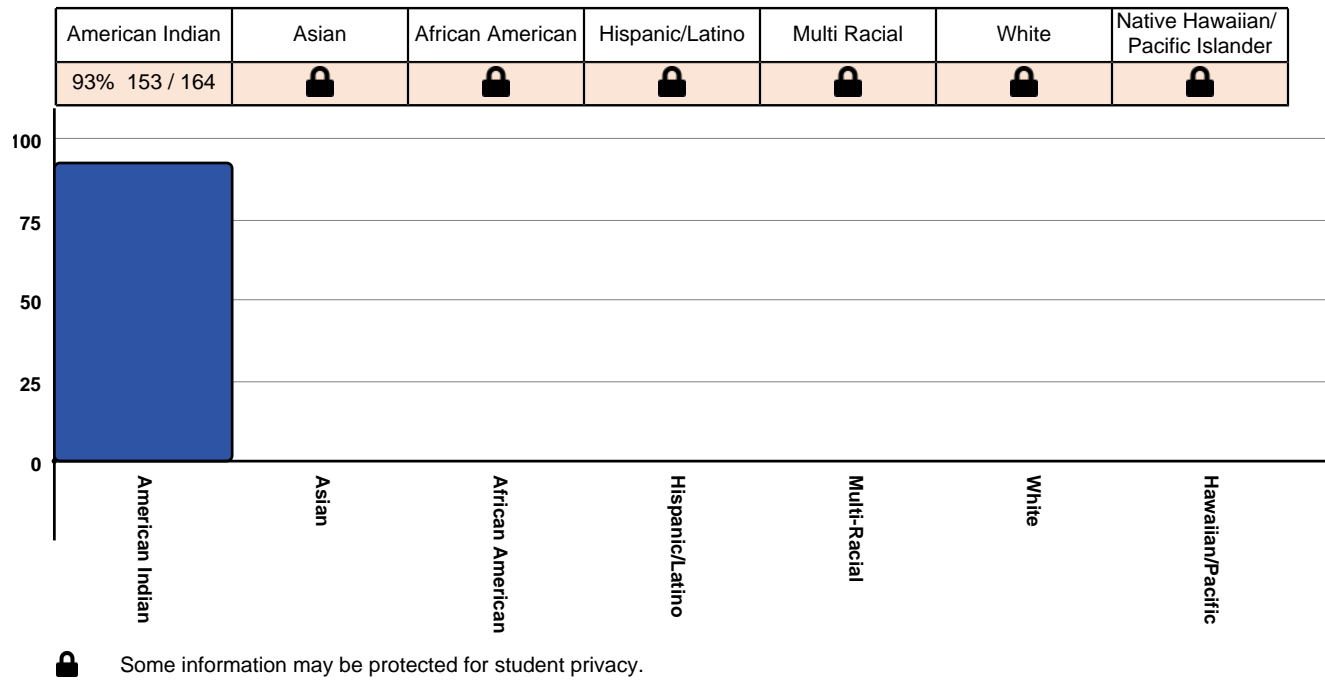 American Indian
Asian
African American
Hispanic/Latino
Multi Racial
White
Native Hawaiian/
Pacific Islander
93% 153 / 164
100
75
50
25
0
American Indian
Asian
African American
Hispanic/Latino
Multi-Racial
White
Hawaiian/Pacific
Some information may be protected for student privacy.